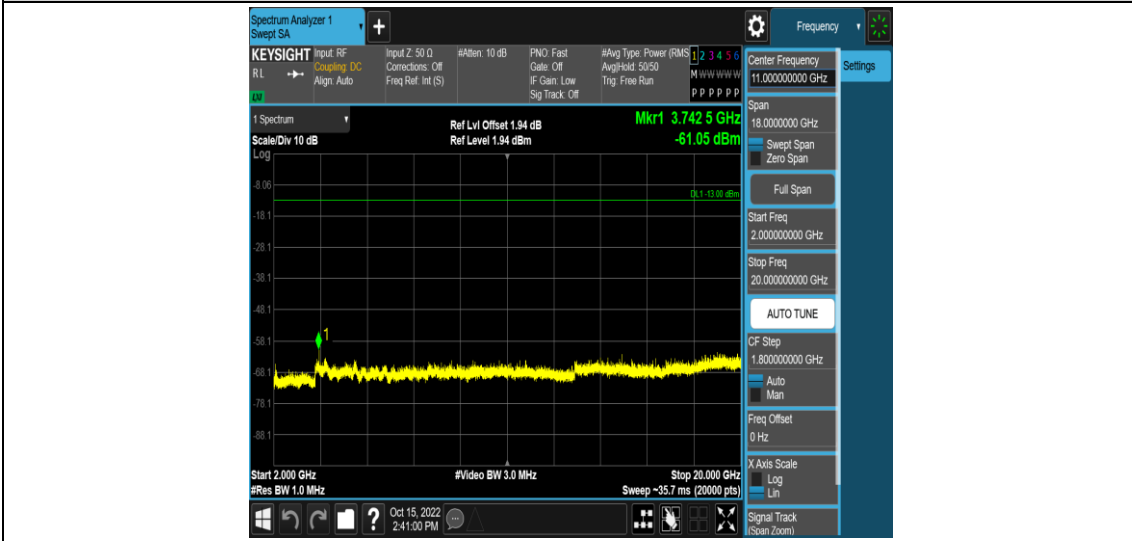 Spectrum Analyzer 1
Swept SA
+
Frequency
KEYSIGHT
RL
LNI
Input: RF
Coupling: DC
Align: Auto
Input Z: 50 Ω
Corrections: Off
Freq Ref: Int (S)
#Atten: 10 dB
PNO: Fast
Gate: Off
IF Gain: Low
Sig Track: Off
#Avg Type: Power (RMS
Avg|Hold: 50/50
Trig: Free Run
1 2 3 4 5 6
M W W W W W
P P P P P P
1 Spectrum
Scale/Div 10 dB
Log
Ref Lvl Offset 1.94 dB
Ref Level 1.94 dBm
Mkr1 3.742 5 GHz
-61.05 dBm
-8.06
DL1 -13.00 dBm
-18.1
-28.1
-38.1
-48.1
1
-58.1
-68.1
-78.1
-88.1
Start 2.000 GHz
#Video BW 3.0 MHz
Stop 20.000 GHz
#Res BW 1.0 MHz
Sweep ~35.7 ms (20000 pts)
?
Oct 15, 2022
2:41:00 PM
Center Frequency
11.000000000 GHz
Settings
Span
18.0000000 GHz
Swept Span
Zero Span
Full Span
Start Freq
2.000000000 GHz
Stop Freq
20.000000000 GHz
AUTO TUNE
CF Step
1.800000000 GHz
Auto
Man
Freq Offset
0 Hz
X Axis Scale
Log
Lin
Signal Track
(Span Zoom)